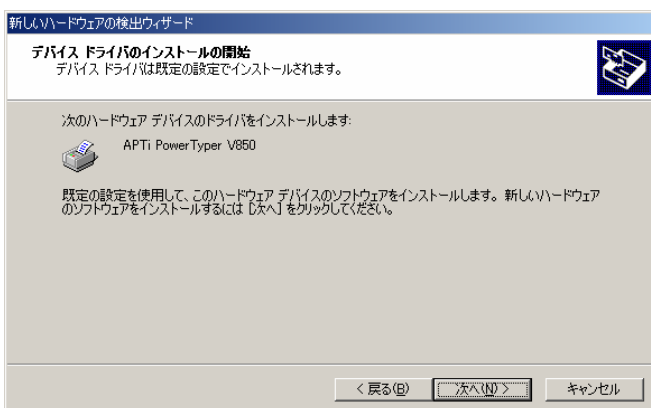 新しいハードウェアの検出ウィザード
デバイス ドライバのインストールの開始
デバイス ドライバは既定の設定でインストールされます。
次のハードウェア デバイスのドライバをインストールします:
APTi PowerTyper V850
既定の設定を使用して、このハードウェア デバイスのソフトウェアをインストールします。新しいハードウェア
のソフトウェアをインストールするには [次へ] をクリックしてください。
< 戻る(B) 次へ(N) > キャンセル